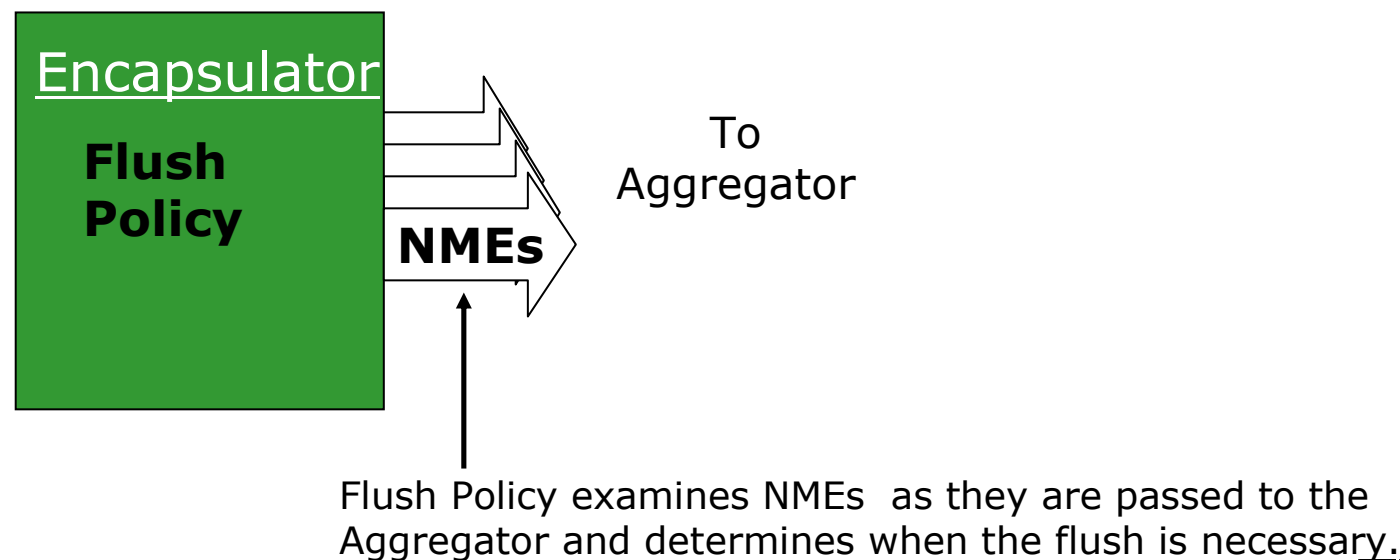 Encapsulator
Flush
Policy
NMEs
To
Aggregator
Flush Policy examines NMEs as they are passed to the
Aggregator and determines when the flush is necessary.